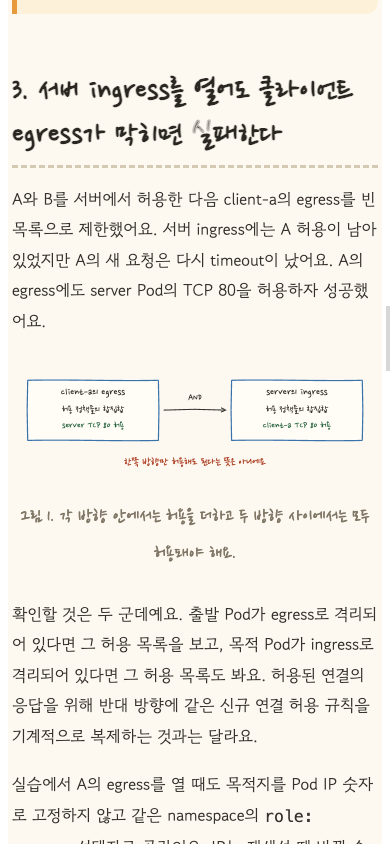 3. 서버 ingress를 열어도 클라이언트
egress가 막히면 실패한다
A와 B를 서버에서 허용한 다음 client-a의 egress를 빈
목록으로 제한했어요. 서버 ingress에는 A 허용이 남아
있었지만 A의 새 요청은 다시 timeout이 났어요. A의
egress에도 server Pod의 TCP 80을 허용하자 성공했
어요.
client-a의 egress
허용 정책들의 합집합
server TCP 80 허용
AND
server의 ingress
허용 정책들의 합집합
client-a TCP 80 허용
한쪽 방향만 허용해도 된다는 뜻은 아니에요
그림 1. 각 방향 안에서는 허용을 더하고 두 방향 사이에서는 모두
허용돼야 해요.
확인할 것은 두 군데예요. 출발 Pod가 egress로 격리되
어 있다면 그 허용 목록을 보고, 목적 Pod가 ingress로
격리되어 있다면 그 허용 목록도 봐요. 허용된 연결의
응답을 위해 반대 방향에 같은 신규 연결 허용 규칙을
기계적으로 복제하는 것과는 달라요.
실습에서 A의 egress를 열 때도 목적지를 Pod IP 숫자
로 고정하지 않고 같은 namespace의 role: